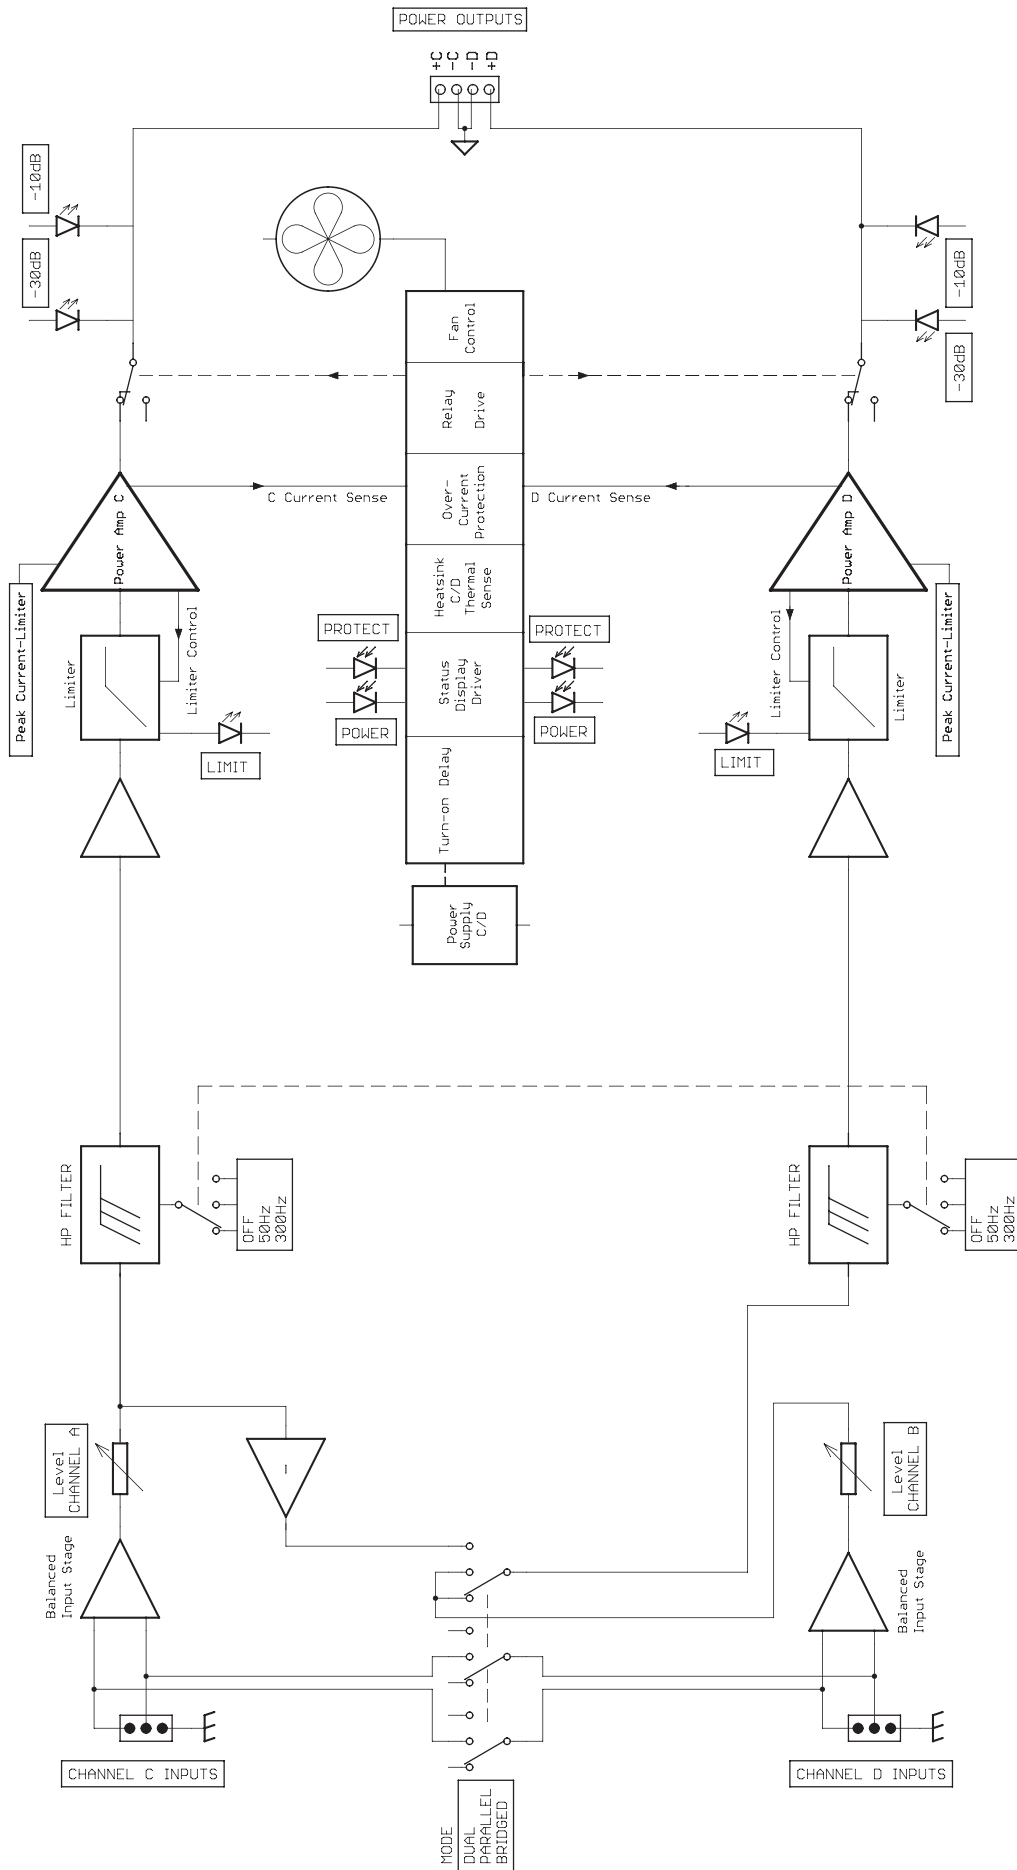 POWER OUTPUTS
+C
-C
-D
+D
-10dB
-30dB
-10dB
-30dB
Fan
Control
Relay
Drive
Over-
Current
Protection
Heatsink
C/D
Thermal
Sense
Status
Display
Driver
Turn-on Delay
Power
Supply
C/D
C Current Sense
D Current Sense
Power Amp C
Power Amp D
Peak Current-Limiter
Peak Current-Limiter
Limiter
Limiter Control
Limiter Control
Limiter
PROTECT
PROTECT
POWER
POWER
LIMIT
LIMIT
HP FILTER
OFF
50Hz
300Hz
HP FILTER
OFF
50Hz
300Hz
Level
CHANNEL A
Level
CHANNEL B
Balanced
Input Stage
Balanced
Input Stage
-
CHANNEL C INPUTS
CHANNEL D INPUTS
MODE
DUAL
PARALLEL
BRIDGED